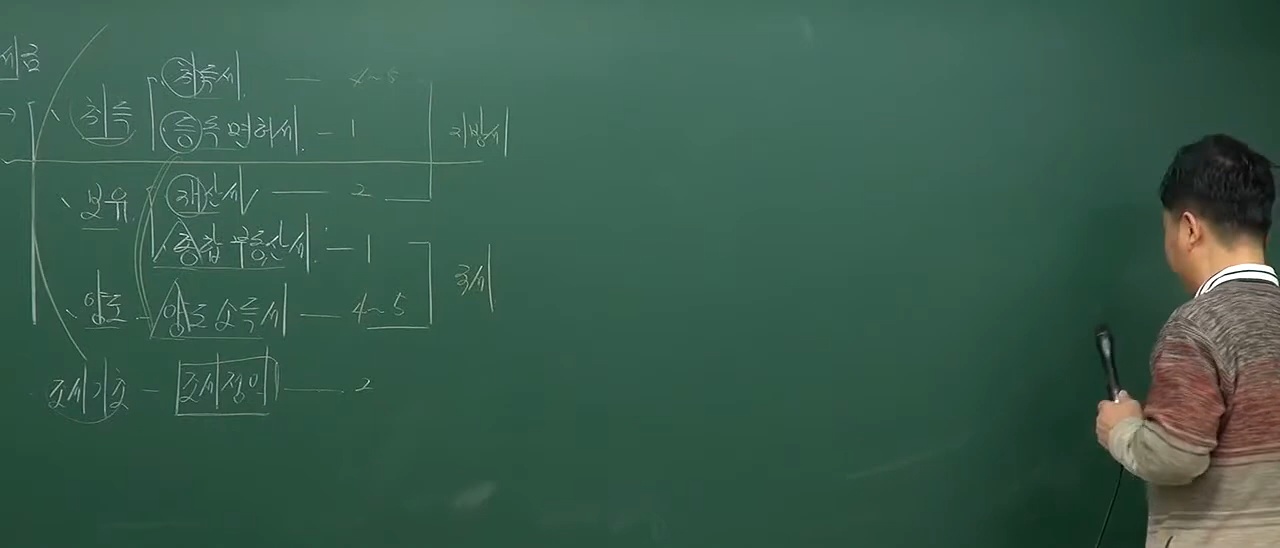 세금
취득세 — 4~5
취득 등록면허세 — 1 지방세
재산세 — 2
보유
종합부동산세 — 1
국세
양도 — 양도소득세 — 4~5
조세기초 — 조세정의 — 2